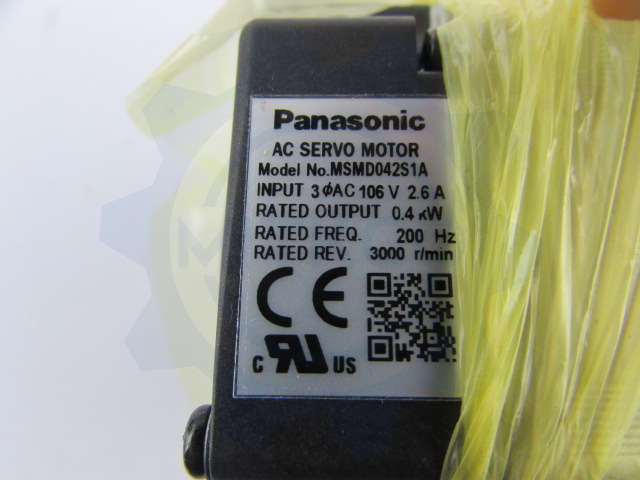 Panasonic
AC SERVO MOTOR
Model No.MSMD042S1A
INPUT 3ϕAC 106 V 2.6 A
RATED OUTPUT 0.4 kW
RATED FREQ. 200 Hz
RATED REV. 3000 r/min
CE
C RU US